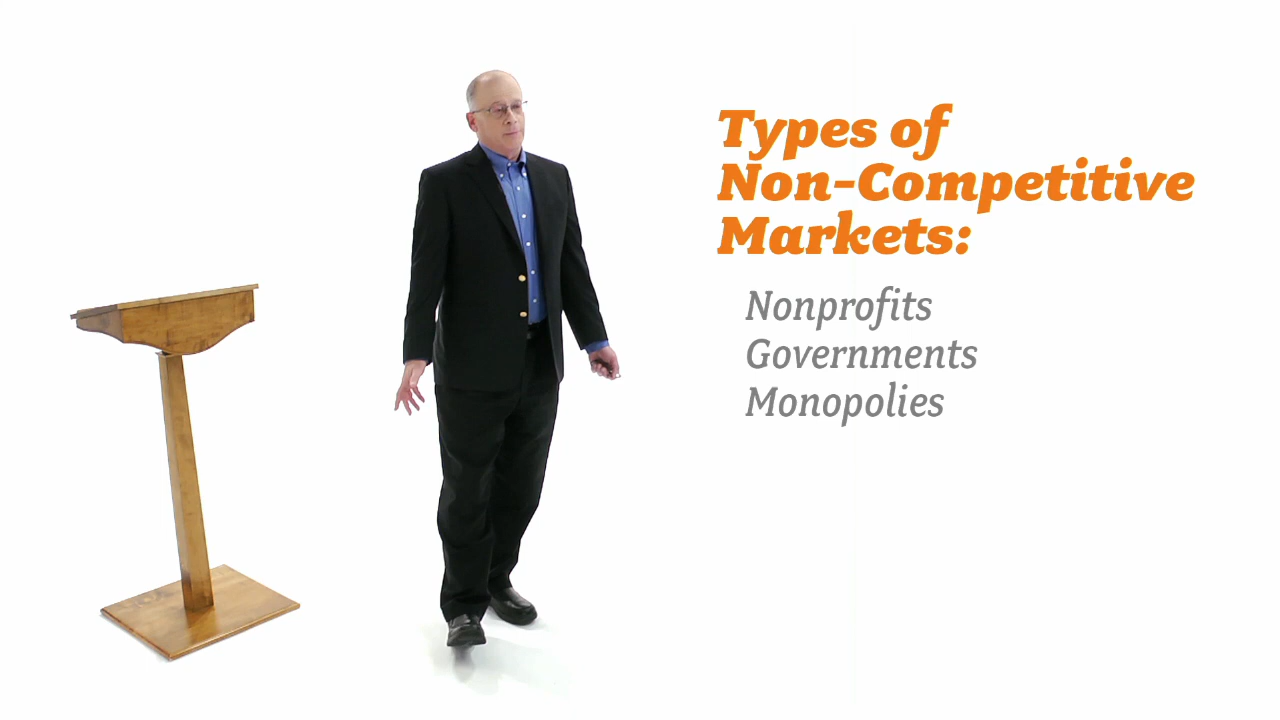 Types of
Non-Competitive
Markets:
Nonprofits
Governments
Monopolies